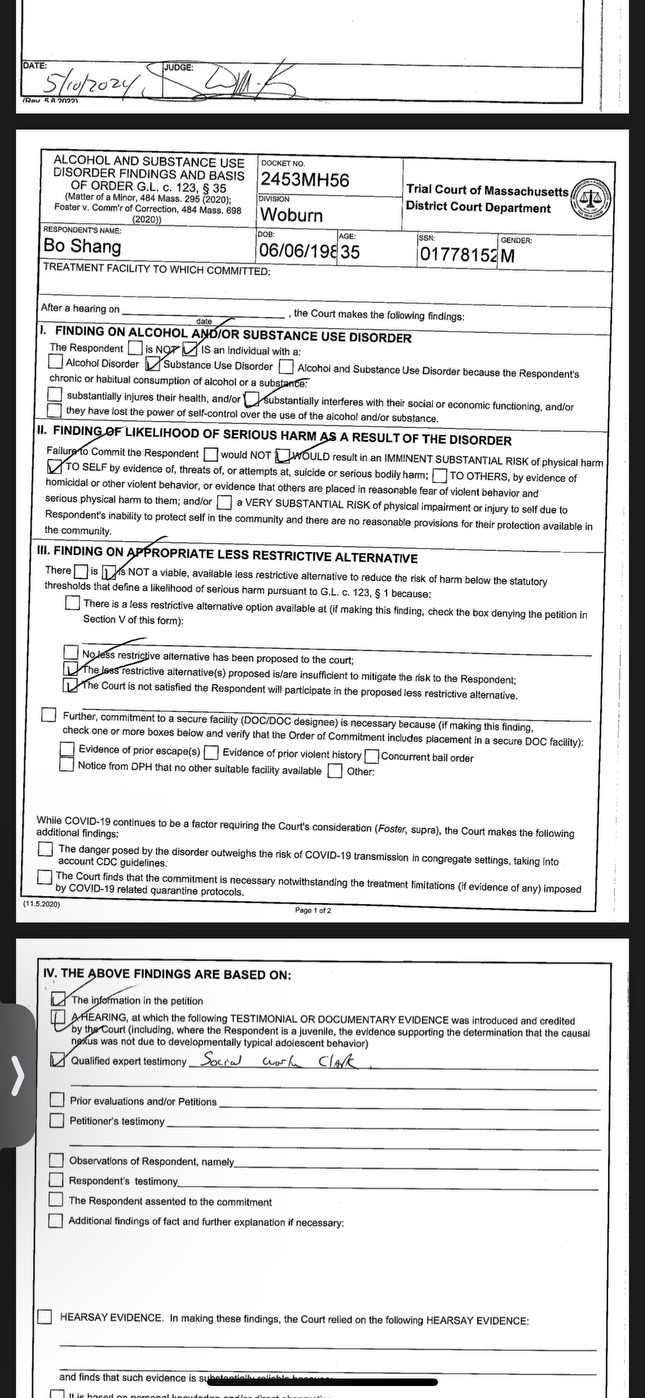 DATE:
5/10/2024
JUDGE:
(Rev. 5.6.2022)
ALCOHOL AND SUBSTANCE USE
DISORDER FINDINGS AND BASIS
OF ORDER G.L. c. 123, § 35
(Matter of a Minor, 484 Mass. 295 (2020);
Foster v. Comm'r of Correction, 484 Mass. 698
(2020))
DOCKET NO.
2453MH56
DIVISION
Woburn
Trial Court of Massachusetts
District Court Department
RESPONDENT'S NAME:
Bo Shang
DOB:
06/06/198
AGE:
35
SSN:
01778152
GENDER:
M
TREATMENT FACILITY TO WHICH COMMITTED:
After a hearing on , the Court makes the following findings:
date
I. FINDING ON ALCOHOL AND/OR SUBSTANCE USE DISORDER
The Respondent is NOT IS an individual with a:
Alcohol Disorder Substance Use Disorder Alcohol and Substance Use Disorder because the Respondent's
chronic or habitual consumption of alcohol or a substance:
substantially injures their health, and/or substantially interferes with their social or economic functioning, and/or
they have lost the power of self-control over the use of the alcohol and/or substance.
II. FINDING OF LIKELIHOOD OF SERIOUS HARM AS A RESULT OF THE DISORDER
Failure to Commit the Respondent would NOT WOULD result in an IMMINENT SUBSTANTIAL RISK of physical harm
TO SELF by evidence of, threats of, or attempts at, suicide or serious bodily harm; TO OTHERS, by evidence of
homicidal or other violent behavior, or evidence that others are placed in reasonable fear of violent behavior and
serious physical harm to them; and/or a VERY SUBSTANTIAL RISK of physical impairment or injury to self due to
Respondent's inability to protect self in the community and there are no reasonable provisions for their protection available in
the community.
III. FINDING ON APPROPRIATE LESS RESTRICTIVE ALTERNATIVE
There is is NOT a viable, available less restrictive alternative to reduce the risk of harm below the statutory
thresholds that define a likelihood of serious harm pursuant to G.L. c. 123, § 1 because:
There is a less restrictive alternative option available at (if making this finding, check the box denying the petition in
Section V of this form):
No less restrictive alternative has been proposed to the court;
The less restrictive alternative(s) proposed is/are insufficient to mitigate the risk to the Respondent;
The Court is not satisfied the Respondent will participate in the proposed less restrictive alternative.
Further, commitment to a secure facility (DOC/DOC designee) is necessary because (if making this finding,
check one or more boxes below and verify that the Order of Commitment includes placement in a secure DOC facility):
Evidence of prior escape(s) Evidence of prior violent history Concurrent bail order
Notice from DPH that no other suitable facility available Other:
While COVID-19 continues to be a factor requiring the Court's consideration (Foster, supra), the Court makes the following
additional findings:
The danger posed by the disorder outweighs the risk of COVID-19 transmission in congregate settings, taking into
account CDC guidelines.
The Court finds that the commitment is necessary notwithstanding the treatment limitations (if evidence of any) imposed
by COVID-19 related quarantine protocols.
(11.5.2020)
Page 1 of 2
IV. THE ABOVE FINDINGS ARE BASED ON:
The information in the petition
A HEARING, at which the following TESTIMONIAL OR DOCUMENTARY EVIDENCE was introduced and credited
by the Court (including, where the Respondent is a juvenile, the evidence supporting the determination that the causal
nexus was not due to developmentally typical adolescent behavior)
Qualified expert testimony Social work Clark
Prior evaluations and/or Petitions
Petitioner's testimony
Observations of Respondent, namely
Respondent's testimony
The Respondent assented to the commitment
Additional findings of fact and further explanation if necessary:
HEARSAY EVIDENCE. In making these findings, the Court relied on the following HEARSAY EVIDENCE:
and finds that such evidence is substantially reliable because:
It is based on personal knowledge and/or direct observation